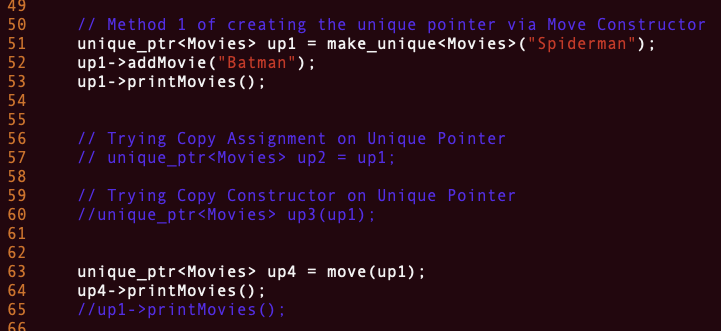 49
50 // Method 1 of creating the unique pointer via Move Constructor
51 unique_ptr<Movies> up1 = make_unique<Movies>("Spiderman");
52 up1->addMovie("Batman");
53 up1->printMovies();
54
55
56 // Trying Copy Assignment on Unique Pointer
57 // unique_ptr<Movies> up2 = up1;
58
59 // Trying Copy Constructor on Unique Pointer
60 //unique_ptr<Movies> up3(up1);
61
62
63 unique_ptr<Movies> up4 = move(up1);
64 up4->printMovies();
65 //up1->printMovies();
66